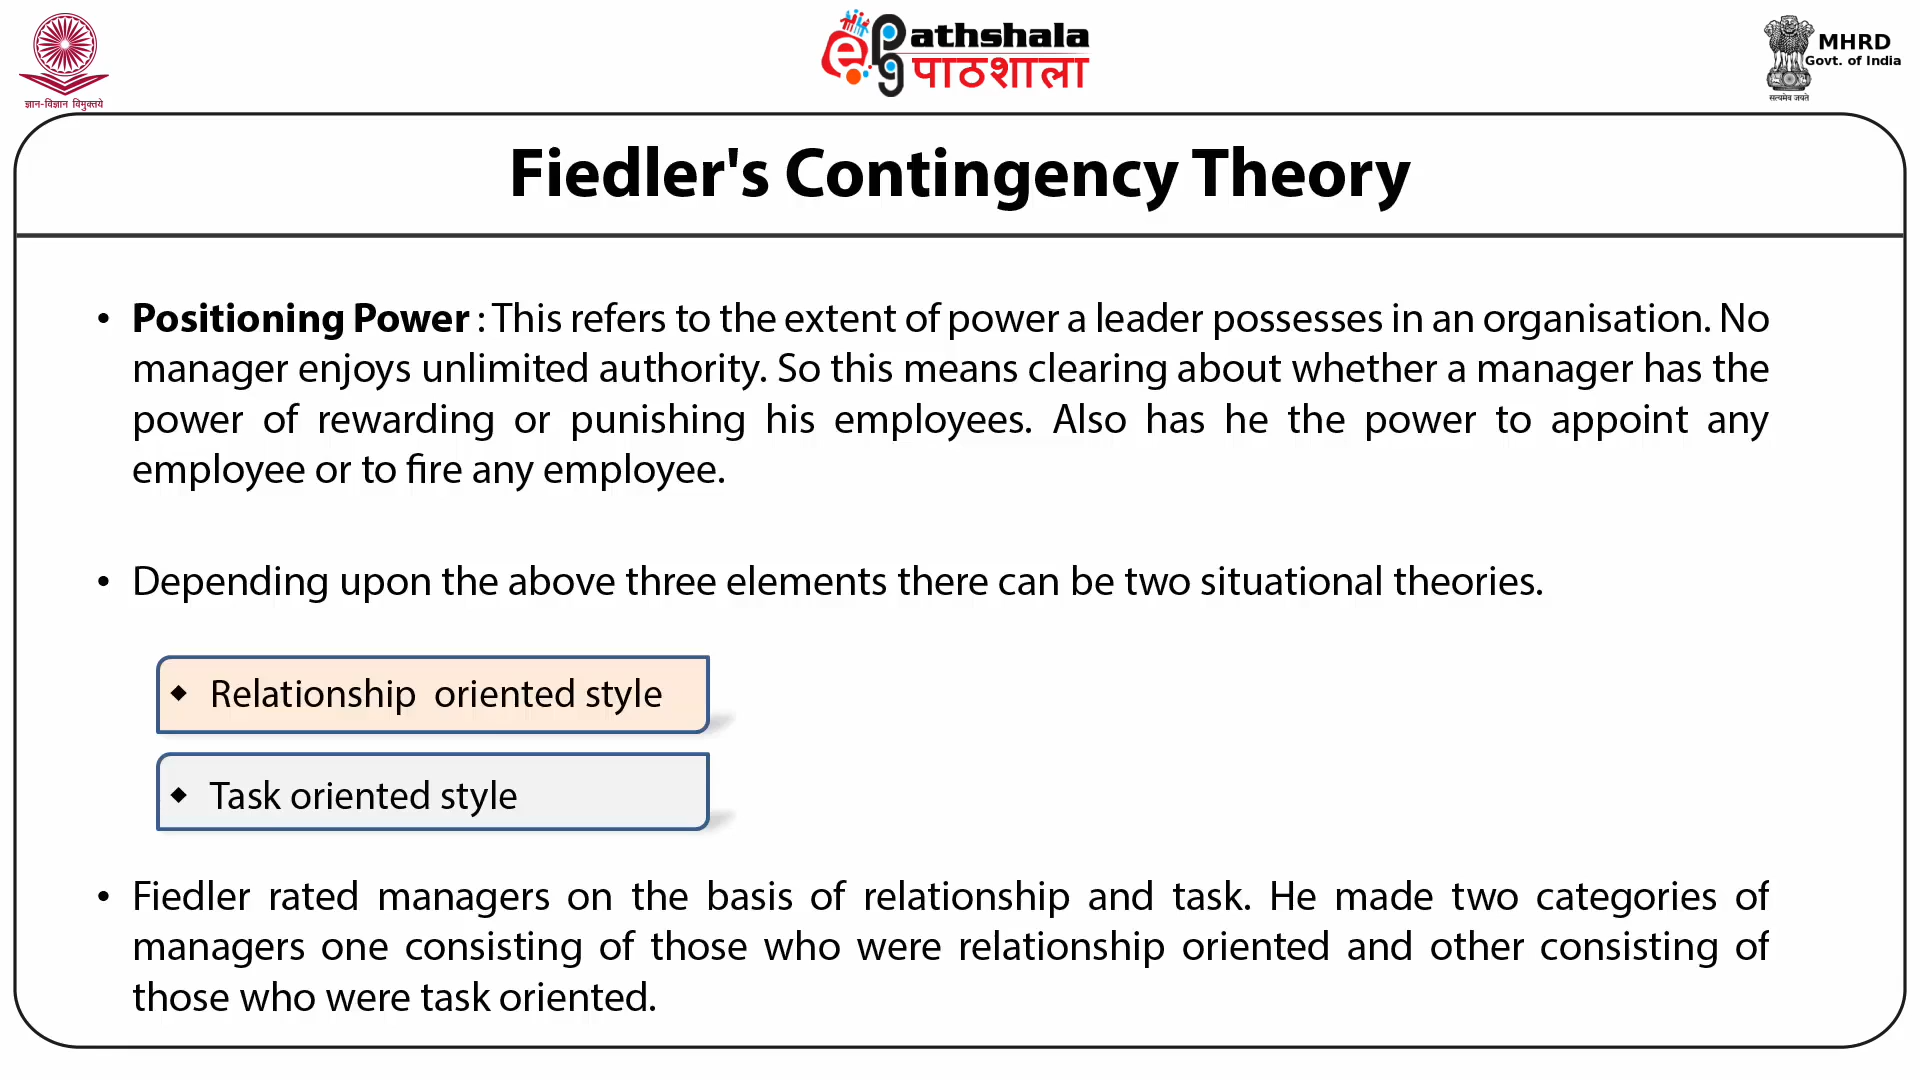 ज्ञान-विज्ञान विमुक्तये
ePathshala
पाठशाला
MHRD
Govt. of India
सत्यमेव जयते
Fiedler's Contingency Theory
• Positioning Power : This refers to the extent of power a leader possesses in an organisation. No
manager enjoys unlimited authority. So this means clearing about whether a manager has the
power of rewarding or punishing his employees. Also has he the power to appoint any
employee or to fire any employee.
• Depending upon the above three elements there can be two situational theories.
◆ Relationship oriented style
◆ Task oriented style
• Fiedler rated managers on the basis of relationship and task. He made two categories of
managers one consisting of those who were relationship oriented and other consisting of
those who were task oriented.